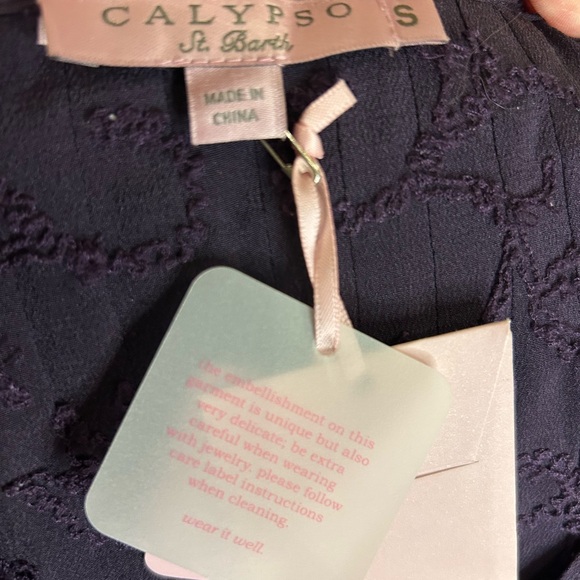 CALYPSO S
St. Barth
MADE IN
CHINA
the embellishment on this
garment is unique but also
very delicate; be extra
careful when wearing
with jewelry. please follow
care label instructions
when cleaning.
wear it well.